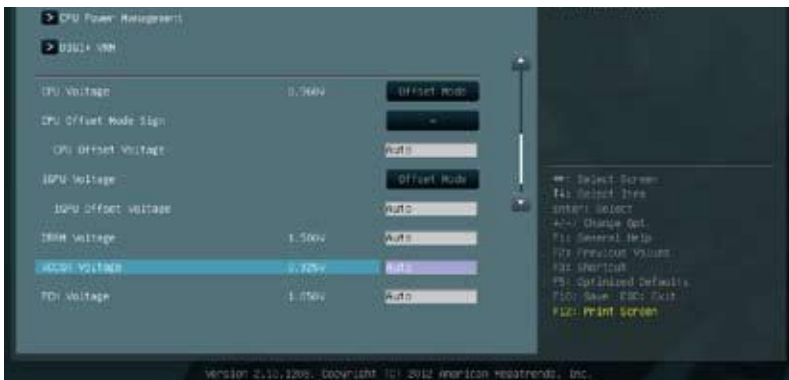 > CPU Power Management
> DIGI+ VRM
CPU Voltage 0.960V Offset Mode
CPU Offset Mode Sign -
CPU Offset Voltage Auto
iGPU Voltage Offset Mode
iGPU Offset Voltage Auto
DRAM Voltage 1.500V Auto
VCCSA Voltage 0.925V Auto
PCH Voltage 1.050V Auto
Select Screen
Select Item
Enter: Select
+/-: Change Opt.
F1: General Help
F2: Previous Values
F3: Shortcut
F5: Optimized Defaults
F10: Save ESC: Exit
F12: Print Screen
Version 2.10.1208. Copyright (C) 2012 American Megatrends, Inc.